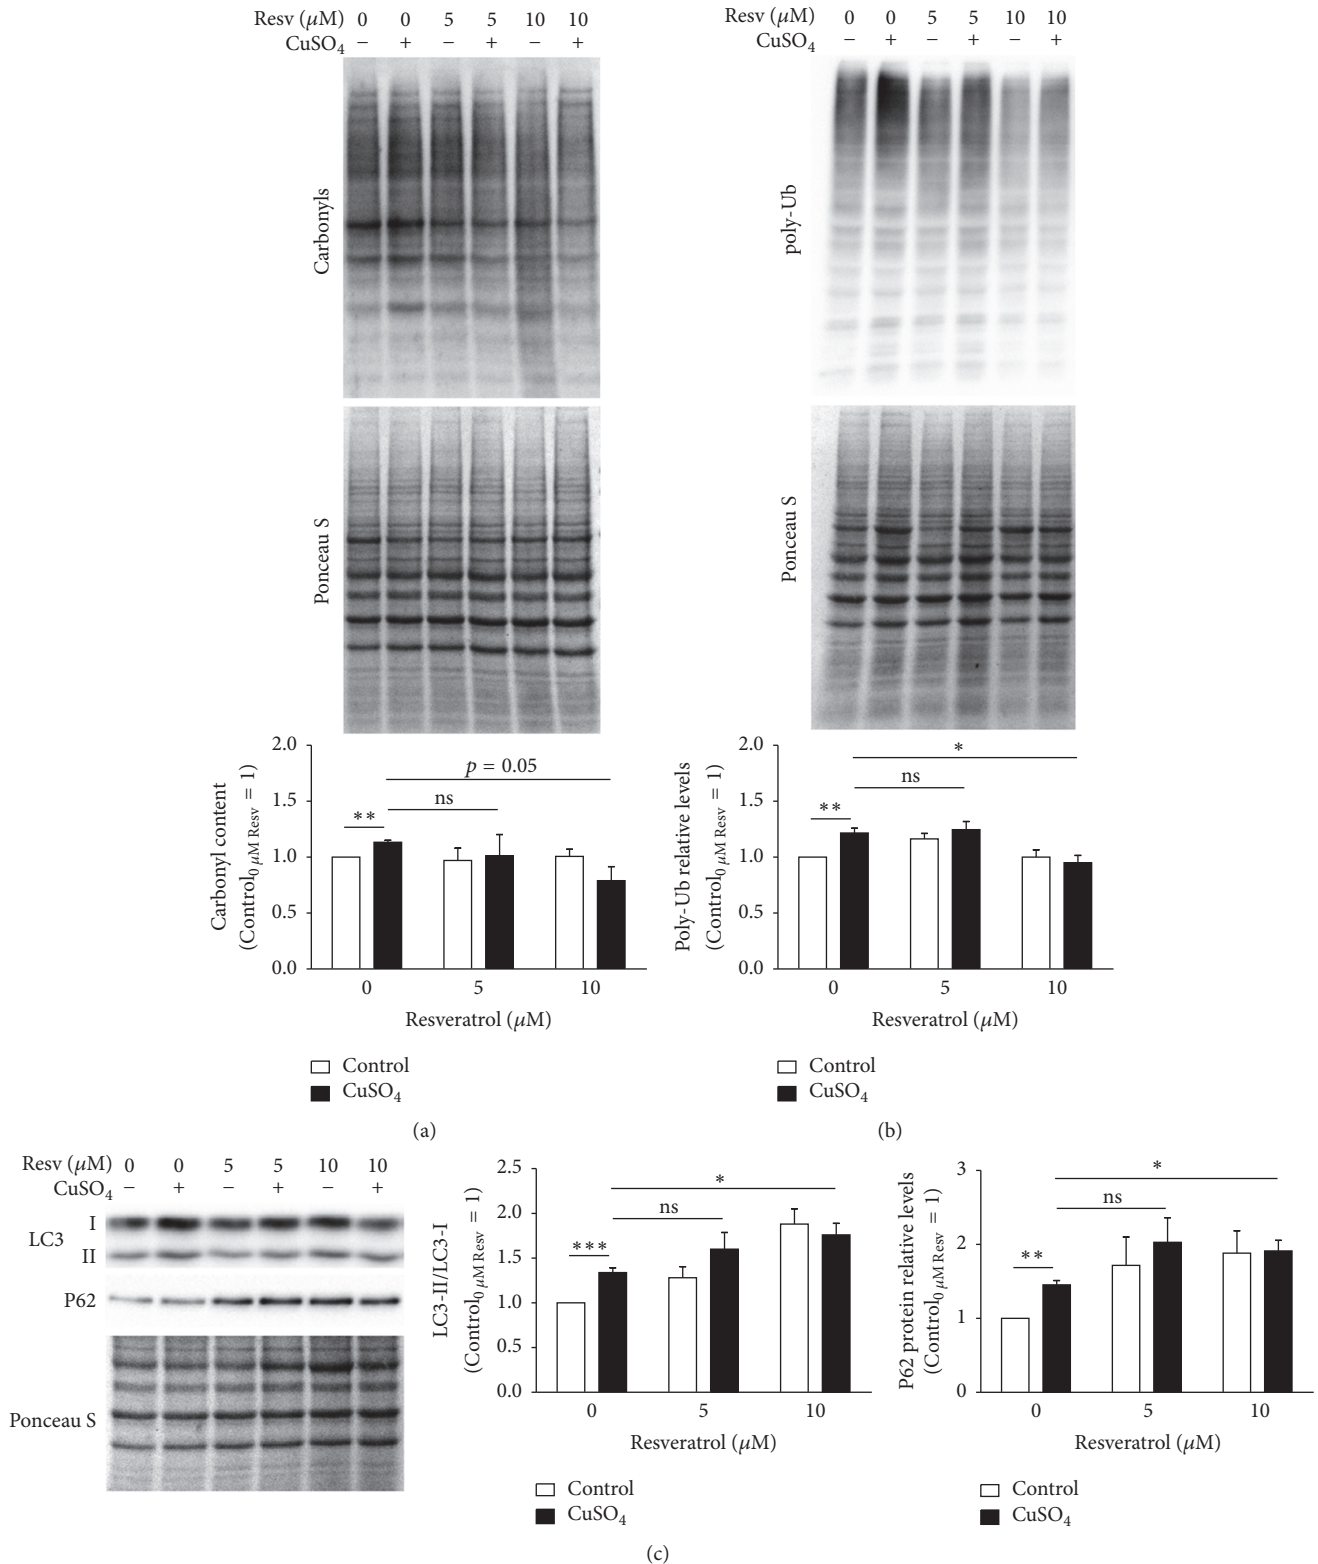 Resv (μM) 0 0 5 5 10 10
CuSO4 − + − + − +
Carbonyls
Ponceau S
2.0
1.5
1.0
0.5
0.0
Carbonyl content
(Control0 μM Resv = 1)
p = 0.05
ns
**
0 5 10
Resveratrol (μM)
Control
CuSO4
(a)
Resv (μM) 0 0 5 5 10 10
CuSO4 − + − + − +
poly-Ub
Ponceau S
2.0
1.5
1.0
0.5
0.0
Poly-Ub relative levels
(Control0 μM Resv = 1)
*
ns
**
0 5 10
Resveratrol (μM)
Control
CuSO4
(b)
Resv (μM) 0 0 5 5 10 10
CuSO4 − + − + − +
LC3
I
II
P62
Ponceau S
LC3-II/LC3-I
(Control0 μM Resv = 1)
2.5
2.0
1.5
1.0
0.5
0.0
*
ns
***
0 5 10
Resveratrol (μM)
Control
CuSO4
P62 protein relative levels
(Control0 μM Resv = 1)
3
2
1
0
*
ns
**
0 5 10
Resveratrol (μM)
Control
CuSO4
(c)